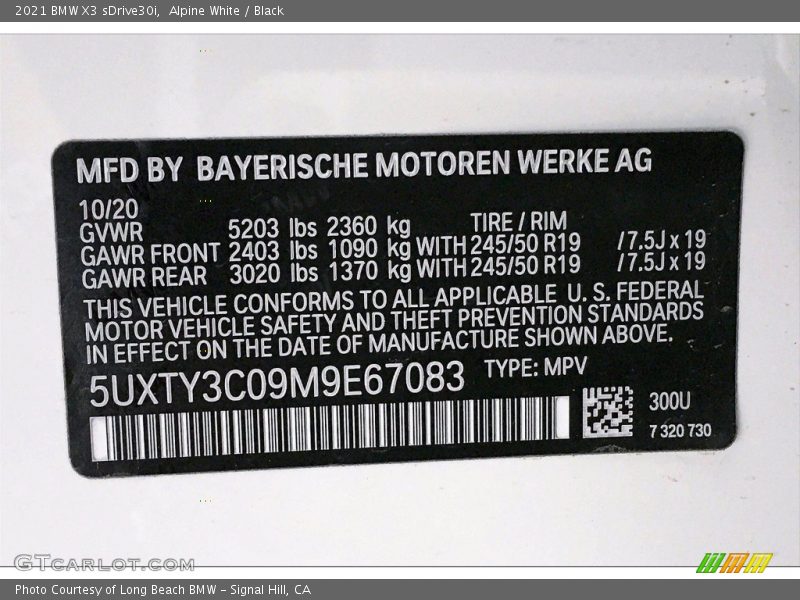 2021 BMW X3 sDrive30i,  Alpine White / Black
MFD BY BAYERISCHE MOTOREN WERKE AG
10/20
GVWR 5203 lbs 2360 kg TIRE / RIM
GAWR FRONT 2403 lbs 1090 kg WITH 245/50 R19 /7.5J x 19
GAWR REAR 3020 lbs 1370 kg WITH 245/50 R19 /7.5J x 19
THIS VEHICLE CONFORMS TO ALL APPLICABLE U. S. FEDERAL
MOTOR VEHICLE SAFETY AND THEFT PREVENTION STANDARDS
IN EFFECT ON THE DATE OF MANUFACTURE SHOWN ABOVE.
5UXTY3C09M9E67083 TYPE: MPV
300U
7 320 730
GTCARLOT.COM
Photo Courtesy of Long Beach BMW - Signal Hill, CA